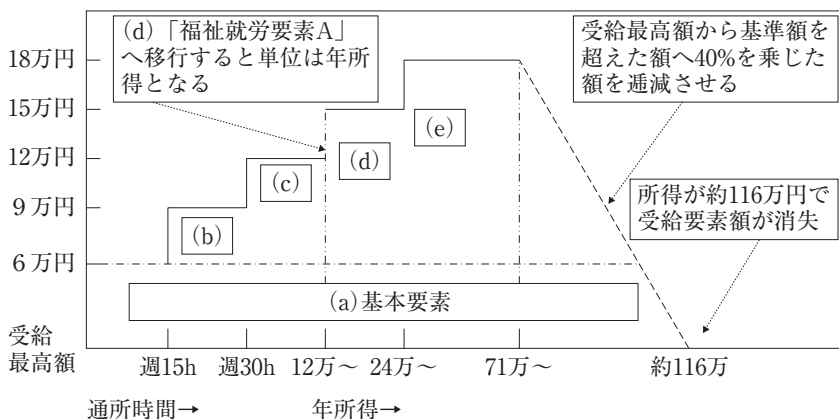 (d)「福祉就労要素A」
へ移行すると単位は年所
得となる
受給最高額から基準額を
超えた額へ40%を乗じた
額を逓減させる
18万円
15万円
12万円
9万円
6万円
(e)
(d)
(c)
(b)
所得が約116万円で
受給要素額が消失
(a)基本要素
受給
最高額
週15h 週30h 12万~ 24万~ 71万~ 約116万
通所時間→ 年所得→